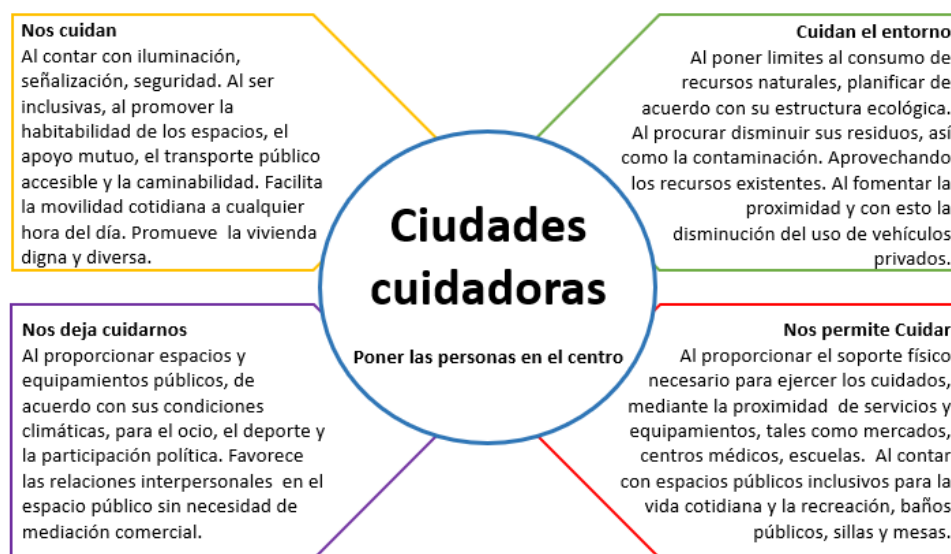 Nos cuidan
Al contar con iluminación,
señalización, seguridad. Al ser
inclusivas, al promover la
habitabilidad de los espacios, el
apoyo mutuo, el transporte público
accesible y la caminabilidad. Facilita
la movilidad cotidiana a cualquier
hora del día. Promueve  la vivienda
digna y diversa.
Cuidan el entorno
Al poner limites al consumo de
recursos naturales, planificar de
acuerdo con su estructura ecológica.
Al procurar disminuir sus residuos, así
como la contaminación. Aprovechando
los recursos existentes. Al fomentar la
proximidad y con esto la
disminución del uso de vehículos
privados.
Ciudades
cuidadoras
Poner las personas en el centro
Nos deja cuidarnos
Al proporcionar espacios y
equipamientos públicos, de
acuerdo con sus condiciones
climáticas, para el ocio, el deporte y
la participación política. Favorece
las relaciones interpersonales  en el
espacio público sin necesidad de
mediación comercial.
Nos permite Cuidar
Al proporcionar el soporte físico
necesario para ejercer los cuidados,
mediante la proximidad  de servicios y
equipamientos, tales como mercados,
centros médicos, escuelas.  Al contar
con espacios públicos inclusivos para la
vida cotidiana y la recreación, baños
públicos, sillas y mesas.